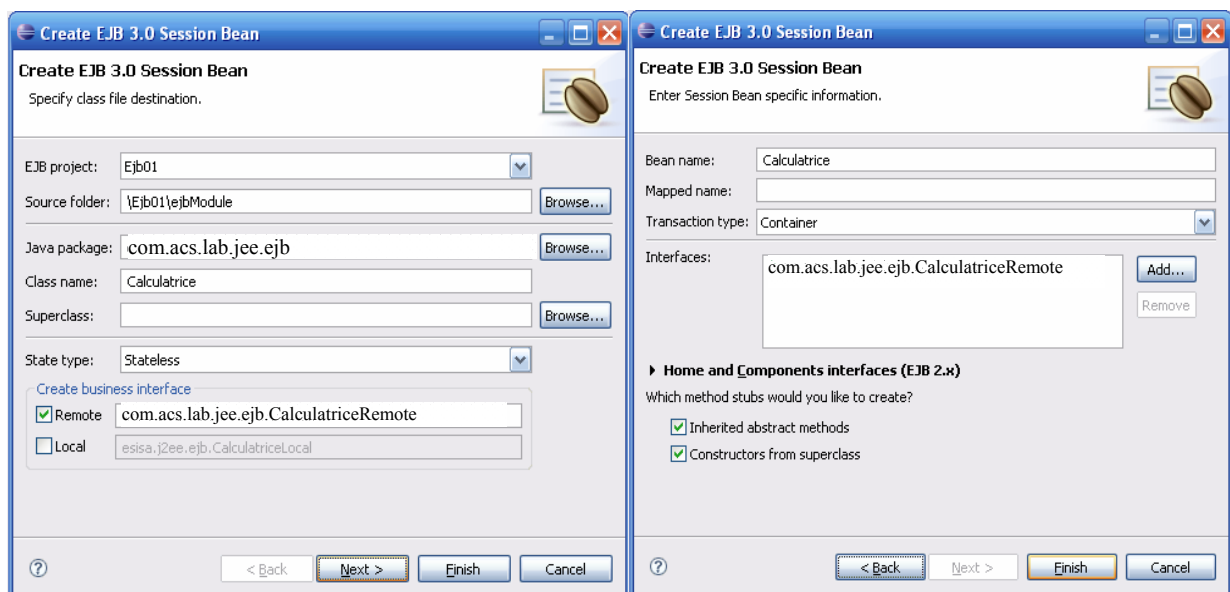 Create EJB 3.0 Session Bean
Create EJB 3.0 Session Bean
Specify class file destination.
EJB project: Ejb01
Source folder: \Ejb01\ejbModule Browse...
Java package: com.acs.lab.jee.ejb Browse...
Class name: Calculatrice
Superclass: Browse...
State type: Stateless
Create business interface
Remote com.acs.lab.jee.ejb.CalculatriceRemote
Local esisa.j2ee.ejb.CalculatriceLocal
? < Back Next > Finish Cancel
Create EJB 3.0 Session Bean
Create EJB 3.0 Session Bean
Enter Session Bean specific information.
Bean name: Calculatrice
Mapped name:
Transaction type: Container
Interfaces: com.acs.lab.jee.ejb.CalculatriceRemote Add...
Remove
Home and Components interfaces (EJB 2.x)
Which method stubs would you like to create?
Inherited abstract methods
Constructors from superclass
? < Back Next > Finish Cancel